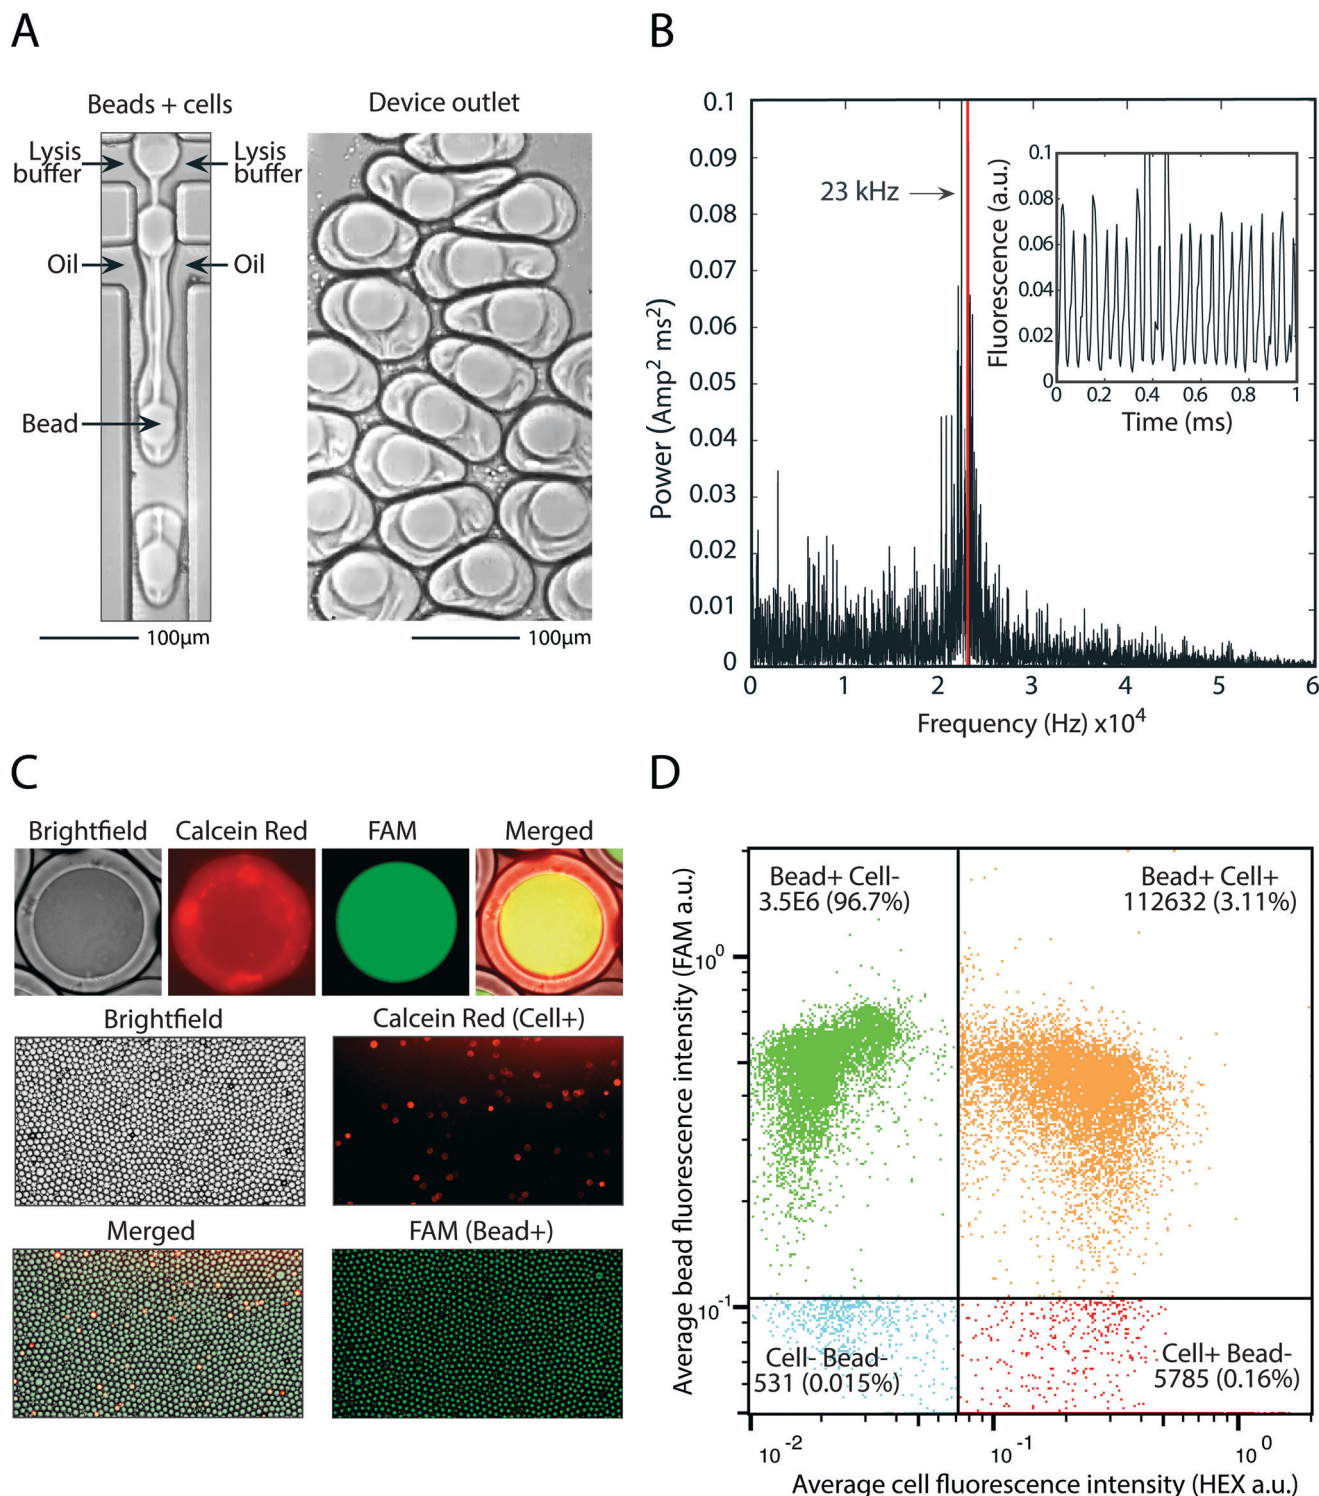 A
Beads + cells
Device outlet
Lysis
buffer
Lysis
buffer
Oil
Oil
Bead
100μm
100μm
B
0.1
0.09
0.08
0.07
0.06
0.05
0.04
0.03
0.02
0.01
0
Power (Amp² ms²)
23 kHz
0.1
0.08
0.06
0.04
0.02
0
Fluorescence (a.u.)
0 0.2 0.4 0.6 0.8 1
Time (ms)
0 1 2 3 4 5 6
Frequency (Hz) x10⁴
C
Brightfield Calcein Red FAM Merged
Brightfield
Calcein Red (Cell+)
Merged
FAM (Bead+)
D
Bead+ Cell-
3.5E6 (96.7%)
Bead+ Cell+
112632 (3.11%)
Cell- Bead-
531 (0.015%)
Cell+ Bead-
5785 (0.16%)
10⁰
10⁻¹
Average bead fluorescence intensity (FAM a.u.)
10⁻² 10⁻¹ 10⁰
Average cell fluorescence intensity (HEX a.u.)